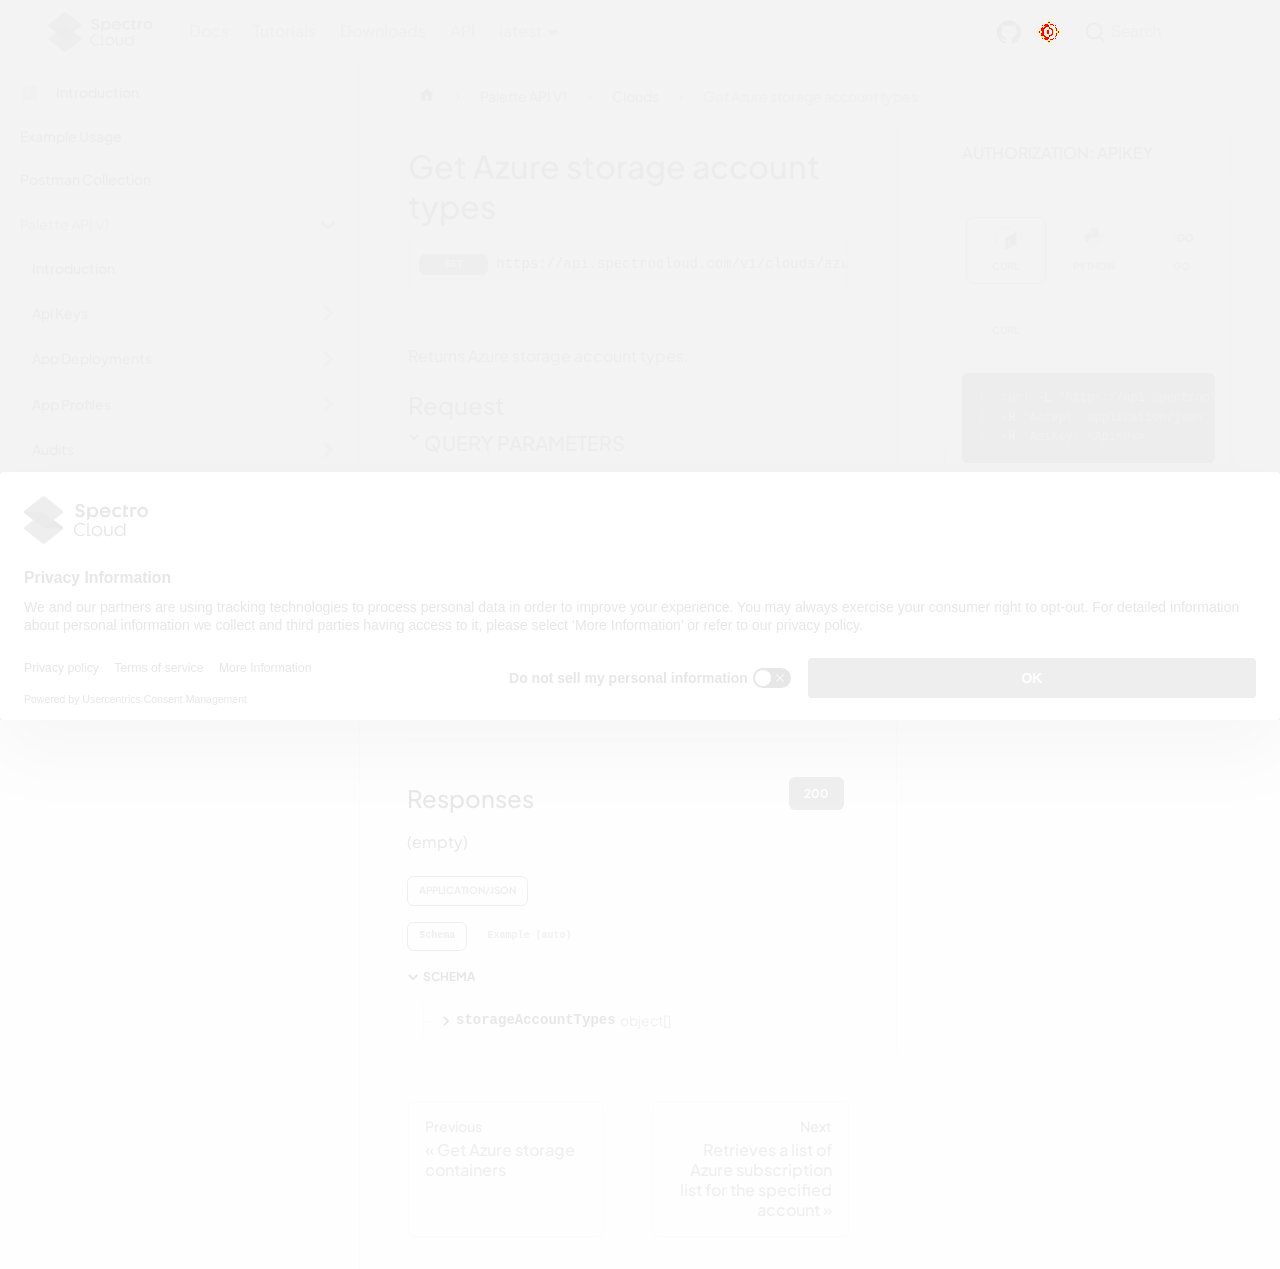 Spectro Cloud
Docs Tutorials Downloads API latest
Search
Introduction
Example Usage
Postman Collection
Palette API V1
Introduction
Api Keys
App Deployments
App Profiles
Audits
Palette API V1
Clouds
Get Azure storage account types
Get Azure storage account
types
GET https://api.spectrocloud.com/v1/clouds/azu
Returns Azure storage account types.
Request
QUERY PARAMETERS
AUTHORIZATION: APIKEY
CURL PYTHON GO
CURL
Spectro
Cloud
Privacy Information
We and our partners are using tracking technologies to process personal data in order to improve your experience. You may always exercise your consumer right to opt-out. For detailed information
about personal information we collect and third parties having access to it, please select ‘More Information’ or refer to our privacy policy.
Privacy policy Terms of service More Information
Powered by Usercentrics Consent Management
Do not sell my personal information
OK
Responses
200
(empty)
APPLICATION/JSON
Schema Example (auto)
SCHEMA
storageAccountTypes object[]
Previous
« Get Azure storage
containers
Next
Retrieves a list of
Azure subscription
list for the specified
account »